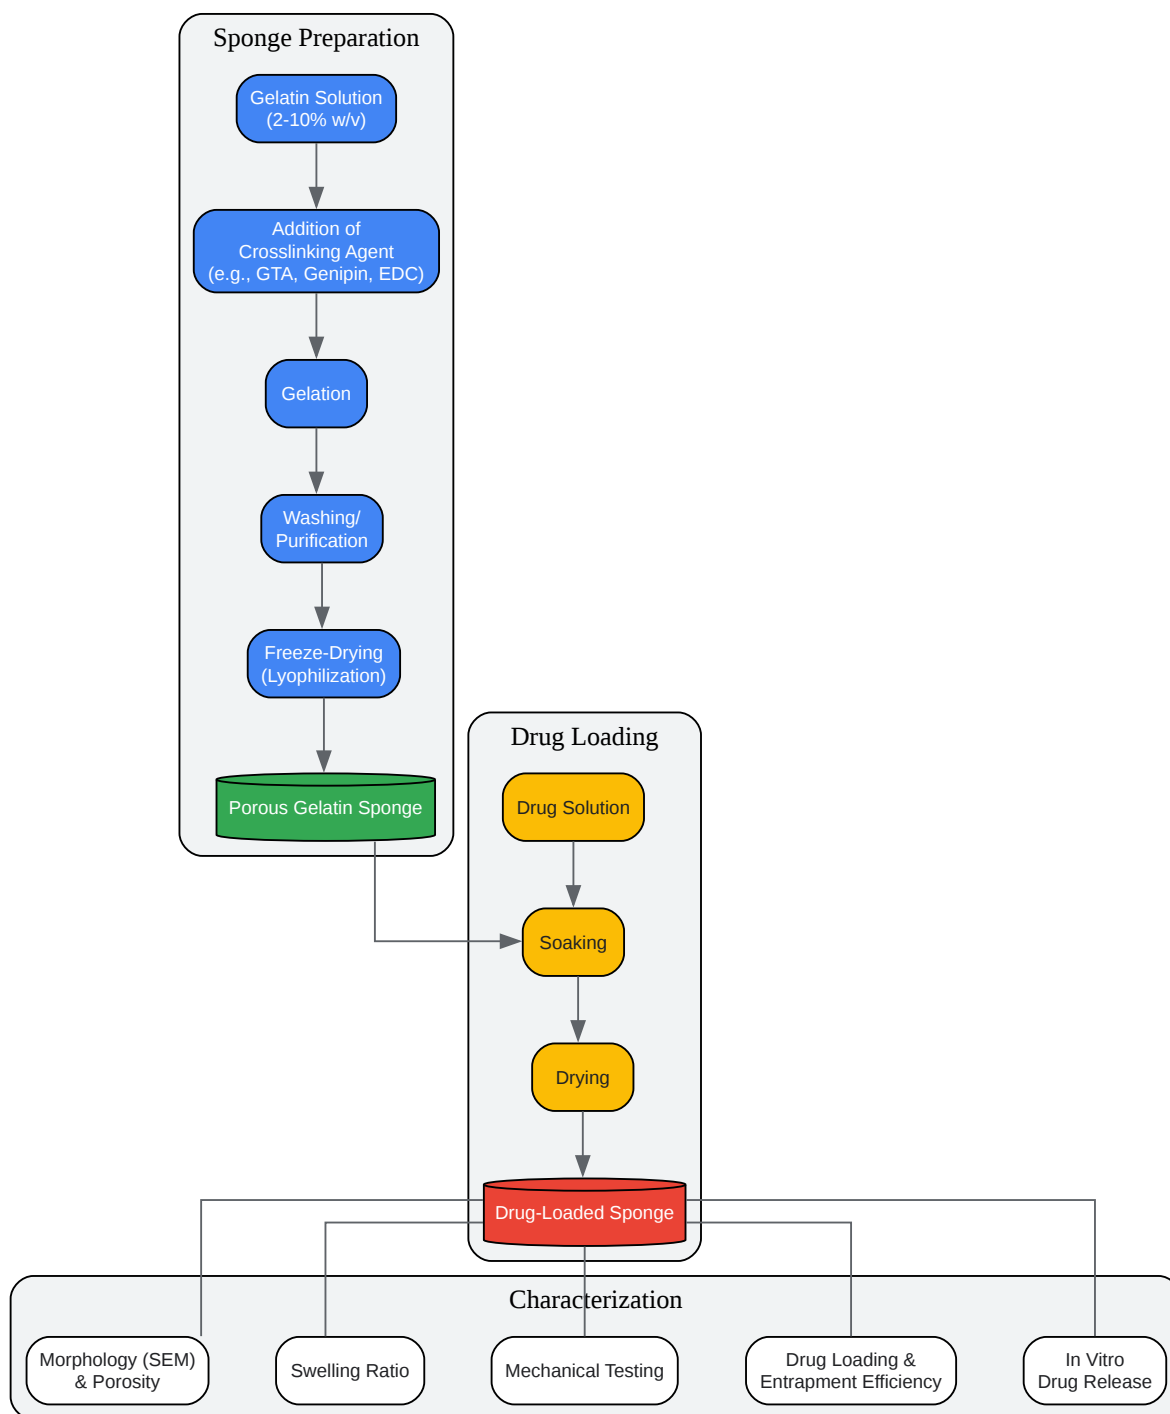 Sponge Preparation
Gelatin Solution
(2-10% w/v)
Addition of
Crosslinking Agent
(e.g., GTA, Genipin, EDC)
Gelation
Washing/
Purification
Freeze-Drying
(Lyophilization)
Porous Gelatin Sponge
Drug Loading
Drug Solution
Soaking
Drying
Drug-Loaded Sponge
Characterization
Morphology (SEM)
& Porosity
Swelling Ratio
Mechanical Testing
Drug Loading &
Entrapment Efficiency
In Vitro
Drug Release